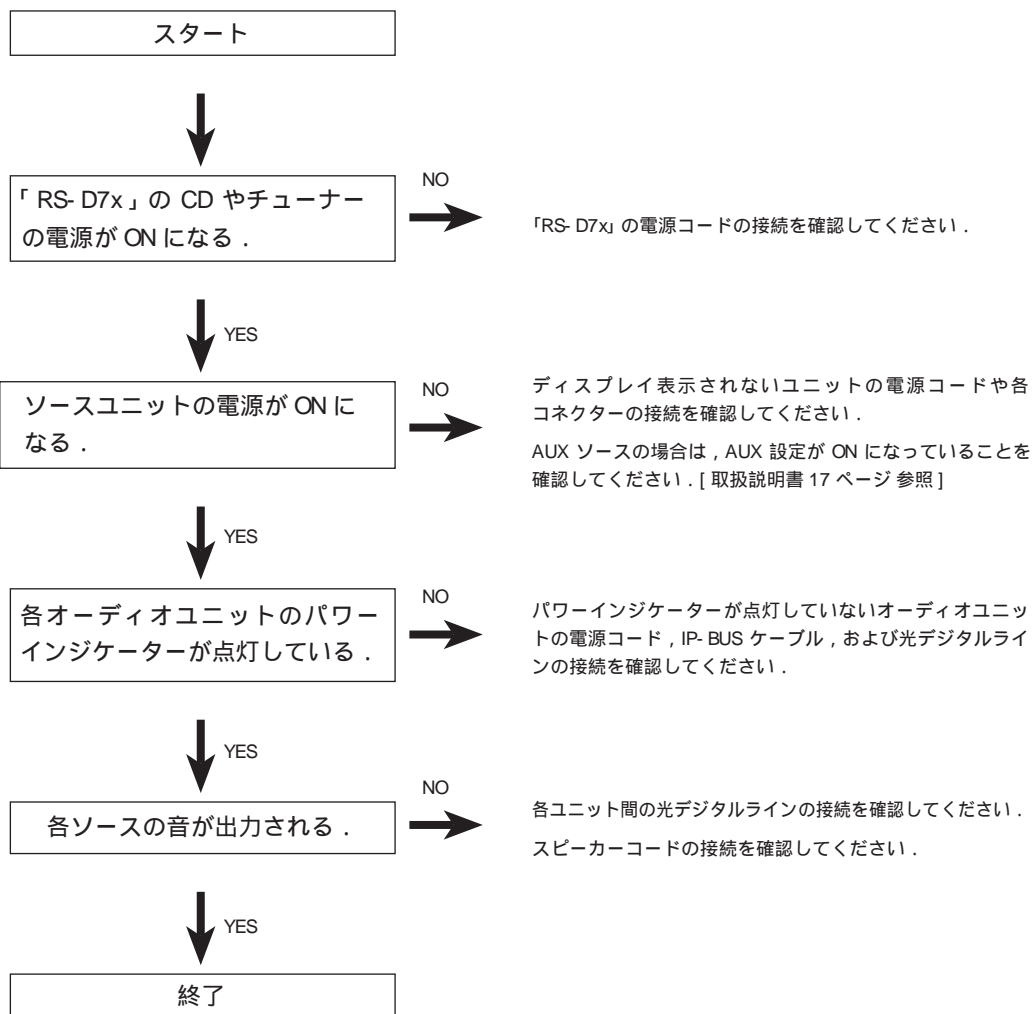 スタート
「RS-D7x」の CD やチューナー
の電源が ON になる．
NO
「RS-D7x」の電源コードの接続を確認してください．
YES
ソースユニットの電源が ON に
なる．
NO
ディスプレイ表示されないユニットの電源コードや各
コネクターの接続を確認してください．
AUX ソースの場合は，AUX 設定が ON になっていることを
確認してください．[ 取扱説明書 17 ページ 参照 ]
YES
各オーディオユニットのパワー
インジケーターが点灯している．
NO
パワーインジケーターが点灯していないオーディオユニッ
トの電源コード，IP-BUS ケーブル，および光デジタルライ
ンの接続を確認してください．
YES
各ソースの音が出力される．
NO
各ユニット間の光デジタルラインの接続を確認してください．
スピーカーコードの接続を確認してください．
YES
終了